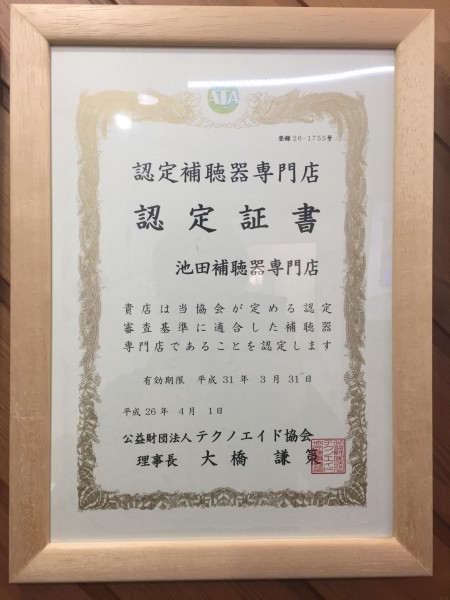 ATA
登録 26-1755号
認定補聴器専門店
認定証書
池田補聴器専門店
貴店は当協会が定める認定
審査基準に適合した補聴器
専門店であることを認定します
有効期限 平成31年 3月31日
平成26年 4月 1日
公益財団法人 テクノエイド協会
理事長 大橋謙策